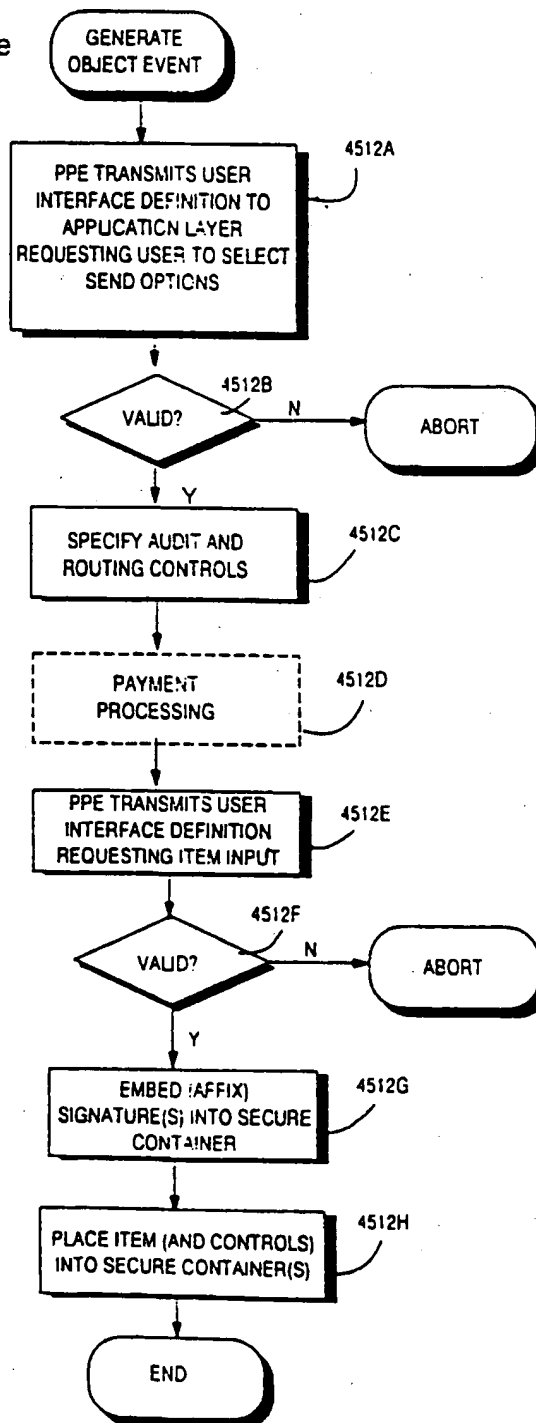 e
GENERATE
OBJECT EVENT
4512A
PPE TRANSMITS USER
INTERFACE DEFINITION TO
APPLICATION LAYER
REQUESTING USER TO SELECT
SEND OPTIONS
4512B
VALID?
N
ABORT
Y
SPECIFY AUDIT AND
ROUTING CONTROLS
4512C
PAYMENT
PROCESSING
4512D
PPE TRANSMITS USER
INTERFACE DEFINITION
REQUESTING ITEM INPUT
4512E
4512F
VALID?
N
ABORT
Y
EMBED (AFFIX)
SIGNATURE(S) INTO SECURE
CONTAINER
4512G
PLACE ITEM (AND CONTROLS)
INTO SECURE CONTAINER(S)
4512H
END